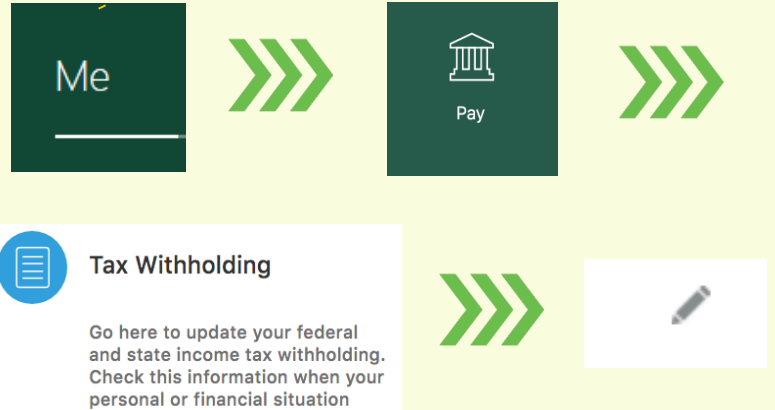 Me
Pay
Tax Withholding
Go here to update your federal
and state income tax withholding.
Check this information when your
personal or financial situation